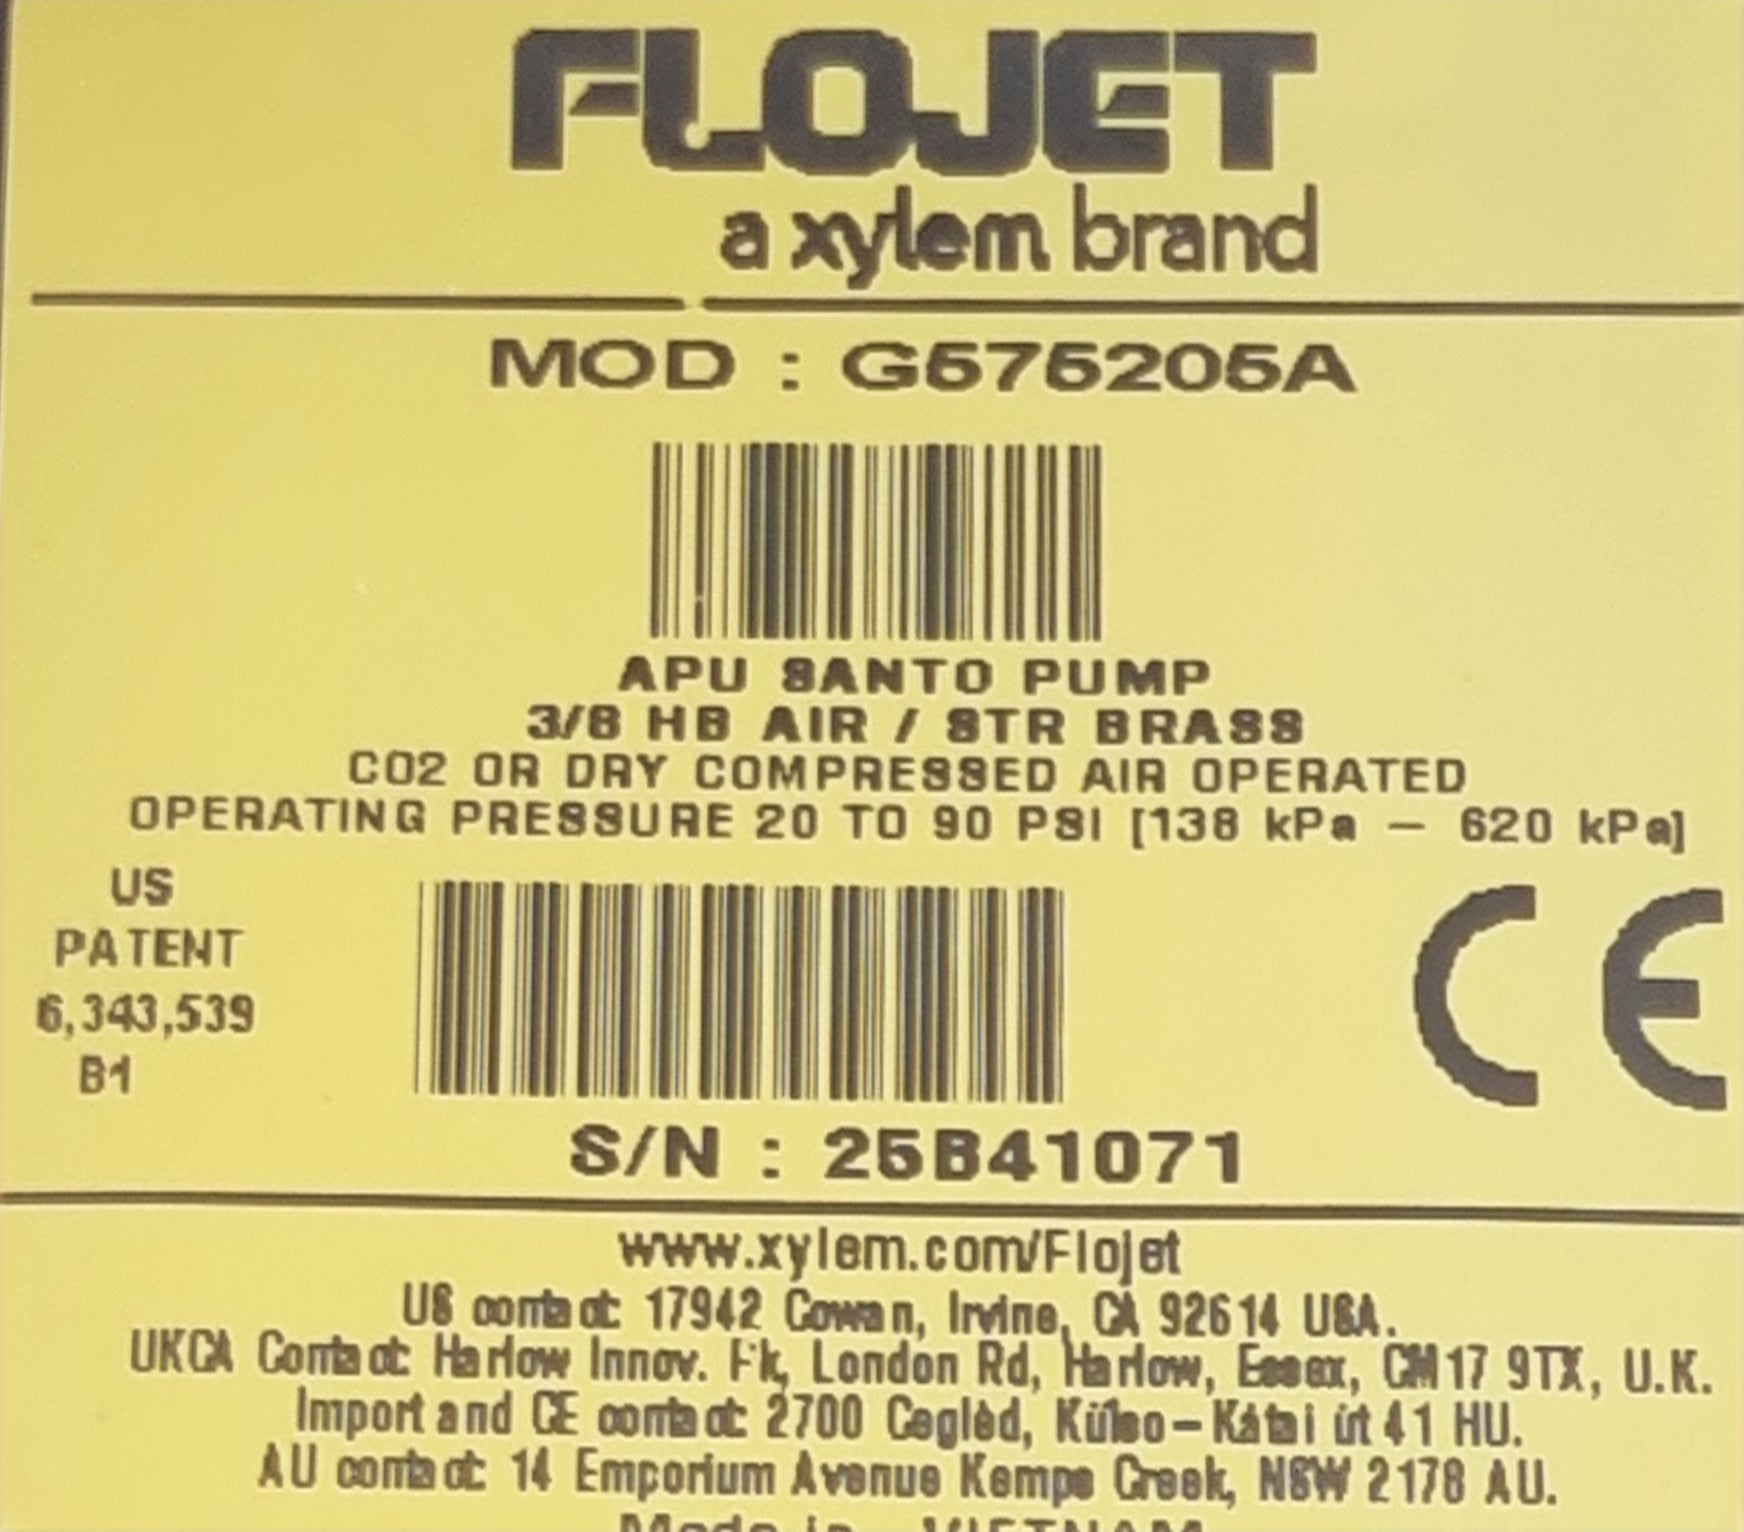 FLOJET
a xylem brand
MOD : G575205A
APU SANTO PUMP
3/8 HB AIR / STR BRASS
CO2 OR DRY COMPRESSED AIR OPERATED
OPERATING PRESSURE 20 TO 90 PSI [138 kPa – 620 kPa]
US
PATENT
6,343,539
B1
CE
S/N : 25B41071
www.xylem.com/Flojet
US contact: 17942 Cowan, Irvine, CA 92614 USA.
UKCA Contact: Harlow Innov. Pk, London Rd, Harlow, Essex, CM17 9TX, U.K.
Import and CE contact: 2700 Cegléd, Külso–Kátai út 41 HU.
AU contact: 14 Emporium Avenue Kemps Creek, NSW 2178 AU.
Made in VIETNAM